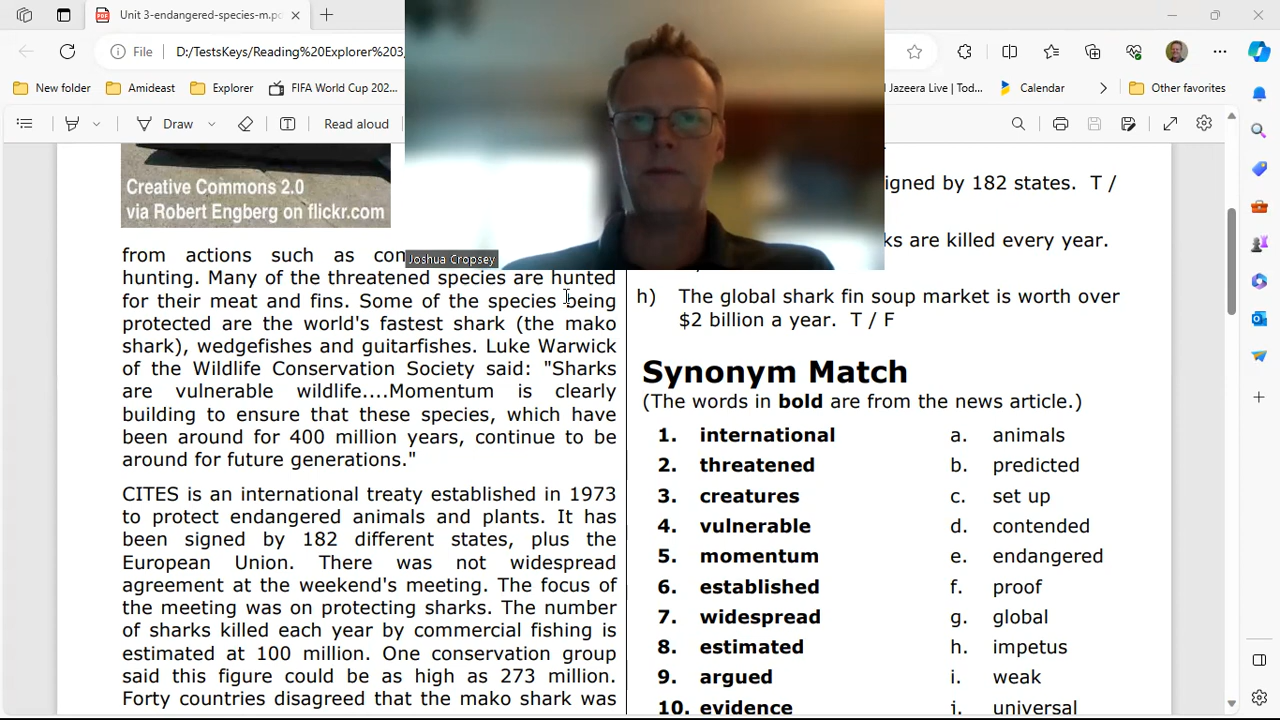 Unit 3-endangered-species-m.pd
File
D:/TestsKeys/Reading%20Explorer%203
New folder
Amideast
Explorer
FIFA World Cup 202...
Jazeera Live | Tod...
Calendar
Other favorites
Draw
Read aloud
Creative Commons 2.0
via Robert Engberg on flickr.com
Joshua Cropsey
from actions such as
hunting. Many of the threatened species are hunted
for their meat and fins. Some of the species being
protected are the world's fastest shark (the mako
shark), wedgefishes and guitarfishes. Luke Warwick
of the Wildlife Conservation Society said: "Sharks
are vulnerable wildlife....Momentum is clearly
building to ensure that these species, which have
been around for 400 million years, continue to be
around for future generations."
CITES is an international treaty established in 1973
to protect endangered animals and plants. It has
been signed by 182 different states, plus the
European Union. There was not widespread
agreement at the weekend's meeting. The focus of
the meeting was on protecting sharks. The number
of sharks killed each year by commercial fishing is
estimated at 100 million. One conservation group
said this figure could be as high as 273 million.
Forty countries disagreed that the mako shark was
igned by 182 states. T /
ks are killed every year.
h) The global shark fin soup market is worth over
$2 billion a year. T / F
Synonym Match
(The words in bold are from the news article.)
1. international a. animals
2. threatened b. predicted
3. creatures c. set up
4. vulnerable d. contended
5. momentum e. endangered
6. established f. proof
7. widespread g. global
8. estimated h. impetus
9. argued i. weak
10. evidence j. universal